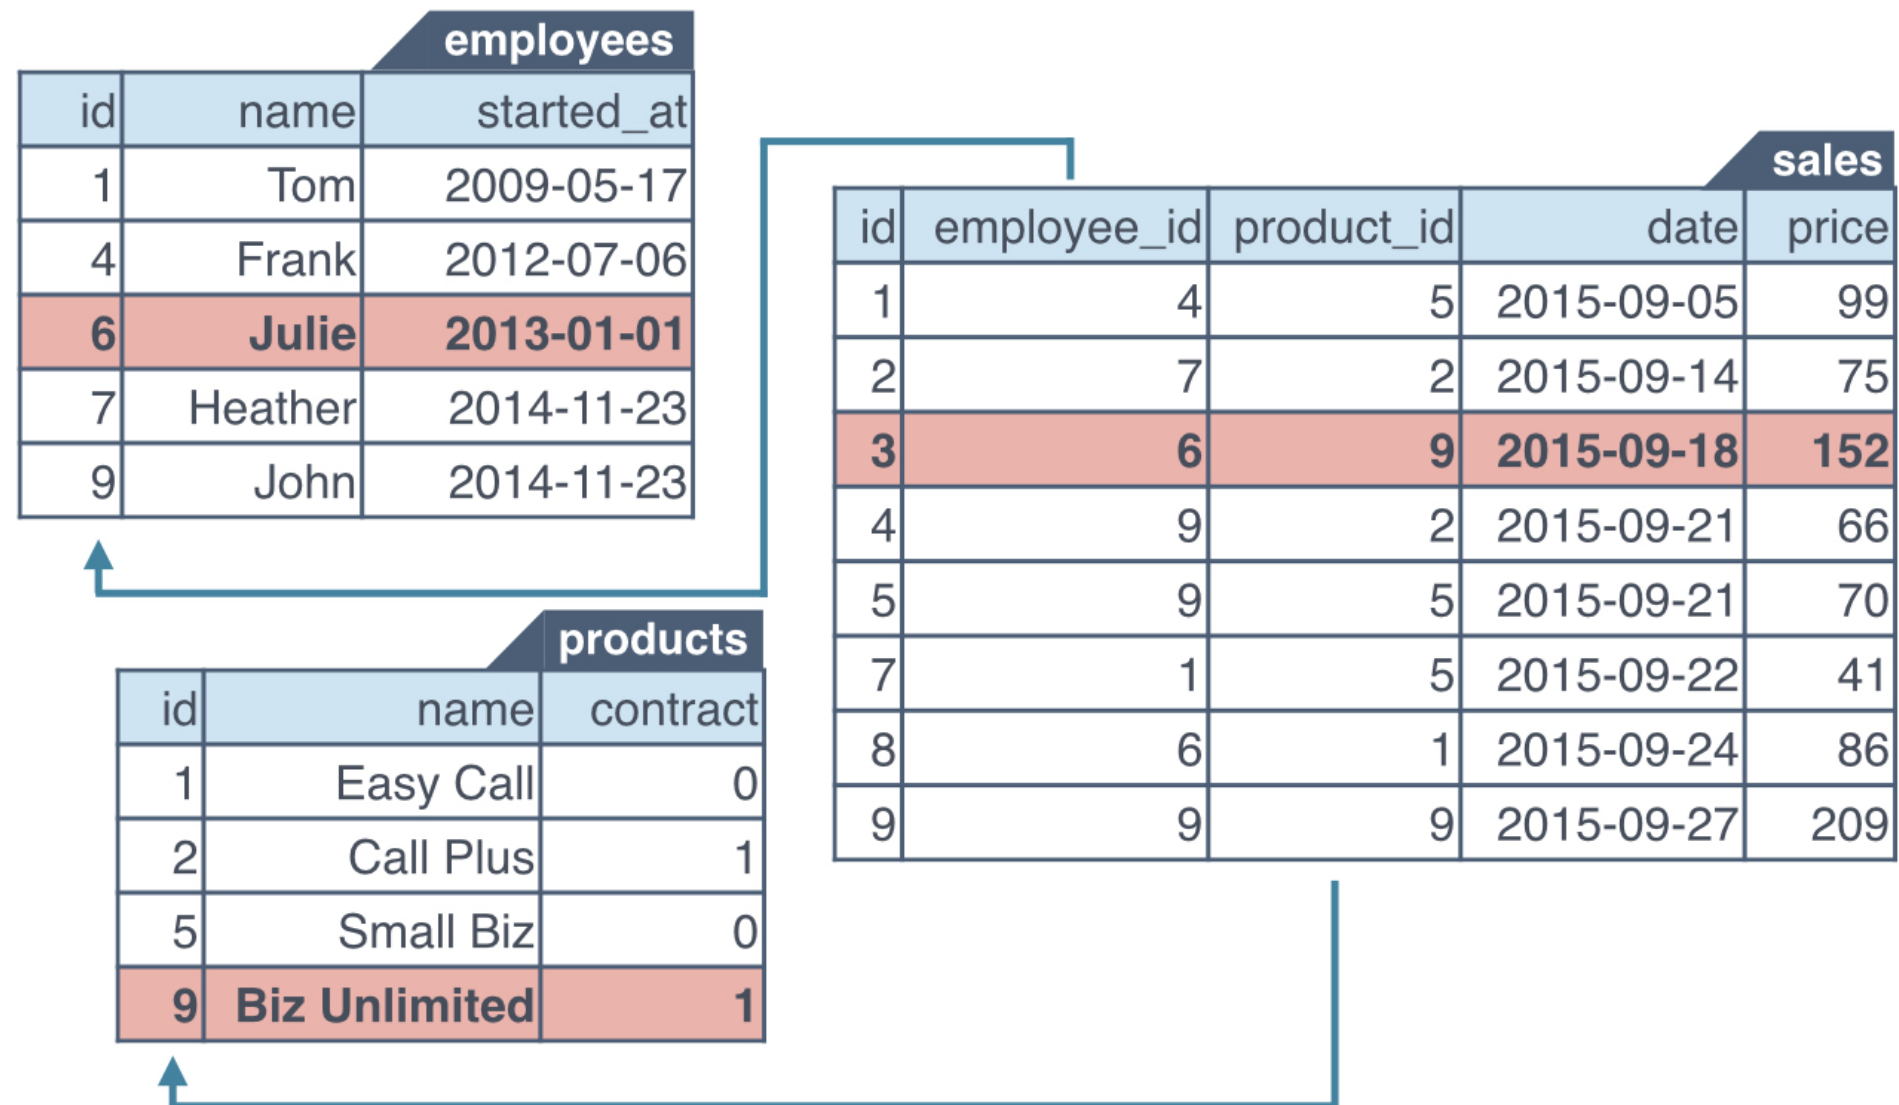 employees
id name started_at
1 Tom 2009-05-17
4 Frank 2012-07-06
6 Julie 2013-01-01
7 Heather 2014-11-23
9 John 2014-11-23
products
id name contract
1 Easy Call 0
2 Call Plus 1
5 Small Biz 0
9 Biz Unlimited 1
sales
id employee_id product_id date price
1 4 5 2015-09-05 99
2 7 2 2015-09-14 75
3 6 9 2015-09-18 152
4 9 2 2015-09-21 66
5 9 5 2015-09-21 70
7 1 5 2015-09-22 41
8 6 1 2015-09-24 86
9 9 9 2015-09-27 209